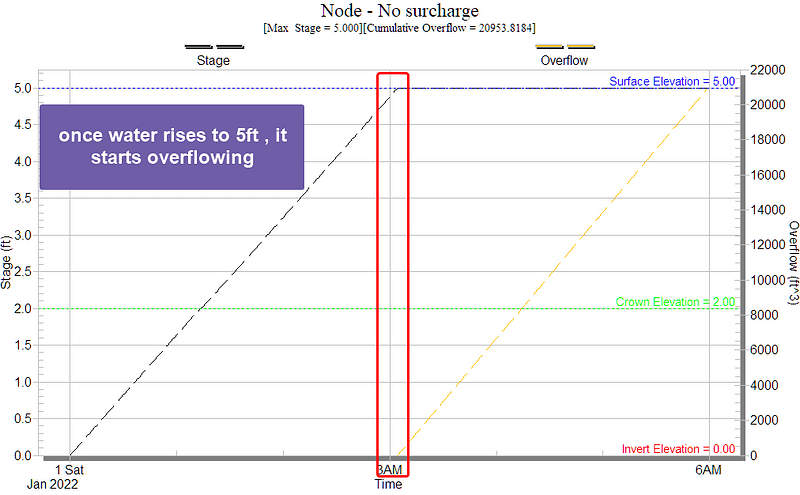 Node - No surcharge
[Max  Stage = 5.000][Cumulative Overflow = 20953.8184]
Stage
Overflow
22000
5.0
Surface Elevation = 5.00
once water rises to 5ft , it
starts overflowing
20000
4.5
18000
4.0
16000
3.5
14000
3.0
12000
Stage (ft)
Overflow (ft^3)
2.5
10000
2.0
Crown Elevation = 2.00
8000
1.5
6000
1.0
4000
0.5
2000
0.0
Invert Elevation = 0.00
0
1 Sat
3AM
6AM
Jan 2022
Time